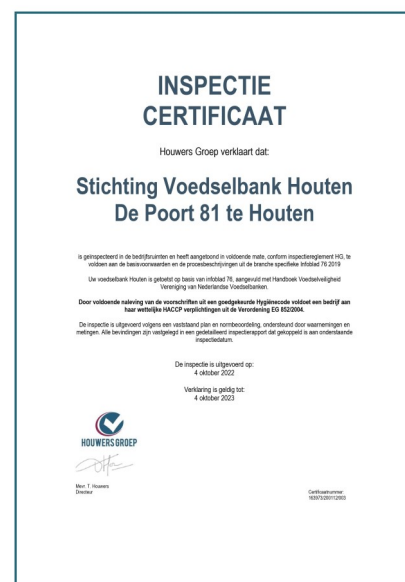 INSPECTIE
CERTIFICAAT
Houwers Groep verklaart dat:
Stichting Voedselbank Houten
De Poort 81 te Houten
is geïnspecteerd in de bedrijfsruimten en heeft aangetoond in voldoende mate, conform inspectiereglement HG, te
voldoen aan de basisvoorwaarden en de procesbeschrijvingen uit de branche specifieke Infoblad 76 2019
Uw voedselbank Houten is getoetst op basis van infoblad 76, aangevuld met Handboek Voedselveiligheid
Vereniging van Nederlandse Voedselbanken.
Door voldoende naleving van de voorschriften uit een goedgekeurde Hygiënecode voldoet een bedrijf aan
haar wettelijke HACCP verplichtingen uit de Verordening EG 852/2004.
De inspectie is uitgevoerd volgens een vaststaand plan en normbeoordeling, ondersteund door waarnemingen en
metingen. Alle bevindingen zijn vastgelegd in een gedetailleerd inspectierapport dat gekoppeld is aan onderstaande
inspectiedatum.
De inspectie is uitgevoerd op:
4 oktober 2022
Verklaring is geldig tot:
4 oktober 2023
HOUWERS GROEP
Mevr. T. Houwers
Directeur
Certificaatnummer: